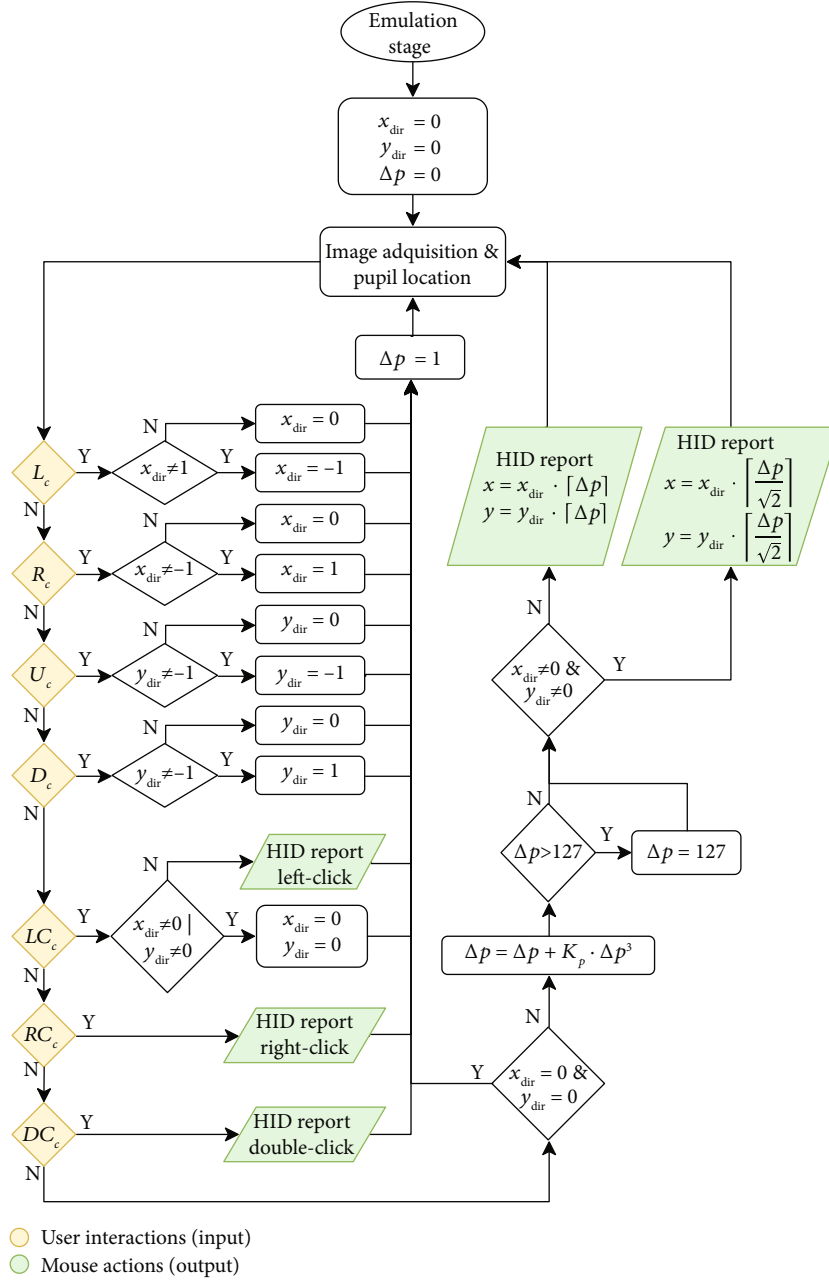 Emulation
stage
x_dir = 0
y_dir = 0
Δp = 0
Image adquisition &
pupil location
Δp = 1
N
x_dir = 0
L_c
Y
x_dir≠1
Y
x_dir = −1
N
N
x_dir = 0
R_c
Y
x_dir≠−1
Y
x_dir = 1
N
N
y_dir = 0
U_c
Y
y_dir≠−1
Y
y_dir = −1
N
N
y_dir = 0
D_c
Y
y_dir≠−1
Y
y_dir = 1
N
N
HID report
left-click
LC_c
Y
x_dir≠0 |
y_dir≠0
Y
x_dir = 0
y_dir = 0
N
RC_c
Y
HID report
right-click
N
DC_c
Y
HID report
double-click
N
HID report
x = x_dir · ⌈Δp⌉
y = y_dir · ⌈Δp⌉
HID report
x = x_dir · ⌈Δp/√2⌉
y = y_dir · ⌈Δp/√2⌉
N
x_dir≠0 &
y_dir≠0
Y
N
Δp>127
Y
Δp = 127
Δp = Δp + K_p · Δp³
N
Y
x_dir = 0 &
y_dir = 0
User interactions (input)
Mouse actions (output)